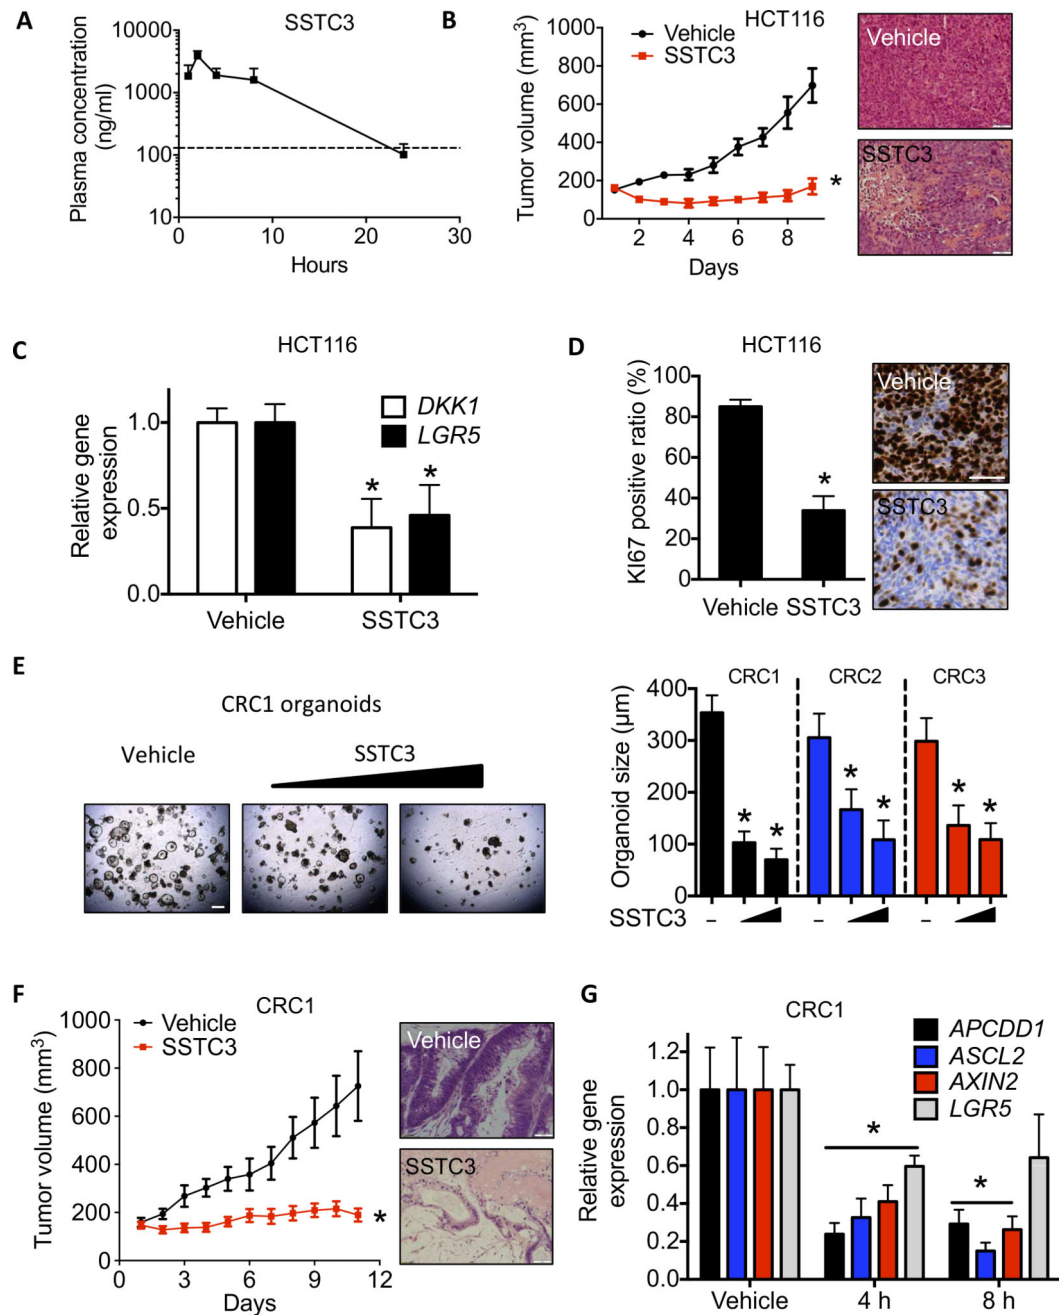 A
SSTC3
Plasma concentration
(ng/ml)
10000
1000
100
10
0
10
20
30
Hours
B
HCT116
Vehicle
SSTC3
Tumor volume (mm³)
1000
800
600
400
200
0
2
4
6
8
Days
*
Vehicle
SSTC3
C
HCT116
DKK1
LGR5
Relative gene
expression
1.0
0.5
0.0
* *
Vehicle
SSTC3
D
HCT116
KI67 positive ratio (%)
100
80
60
40
20
0
*
Vehicle SSTC3
Vehicle
SSTC3
E
CRC1 organoids
Vehicle
SSTC3
CRC1
CRC2
CRC3
Organoid size (µm)
400
300
200
100
0
* * * * * *
SSTC3 – – –
F
CRC1
Vehicle
SSTC3
Tumor volume (mm³)
1000
800
600
400
200
0
0
3
6
9
12
Days
*
Vehicle
SSTC3
G
CRC1
APCDD1
ASCL2
AXIN2
LGR5
Relative gene
expression
1.2
1.0
0.8
0.6
0.4
0.2
0.0
*
*
Vehicle
4 h
8 h